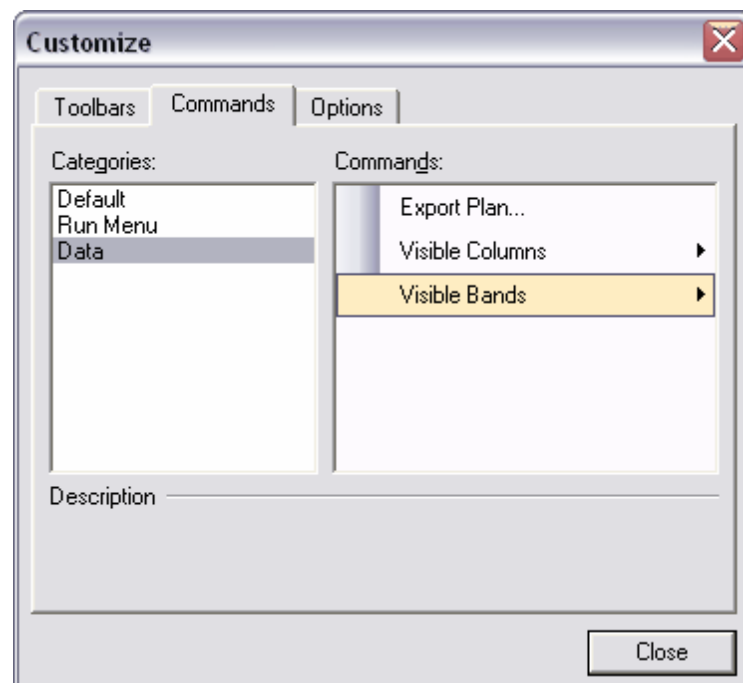 Customize
Toolbars Commands Options
Categories: Commands:
Default
Run Menu
Data
Export Plan...
Visible Columns
Visible Bands
Description
Close